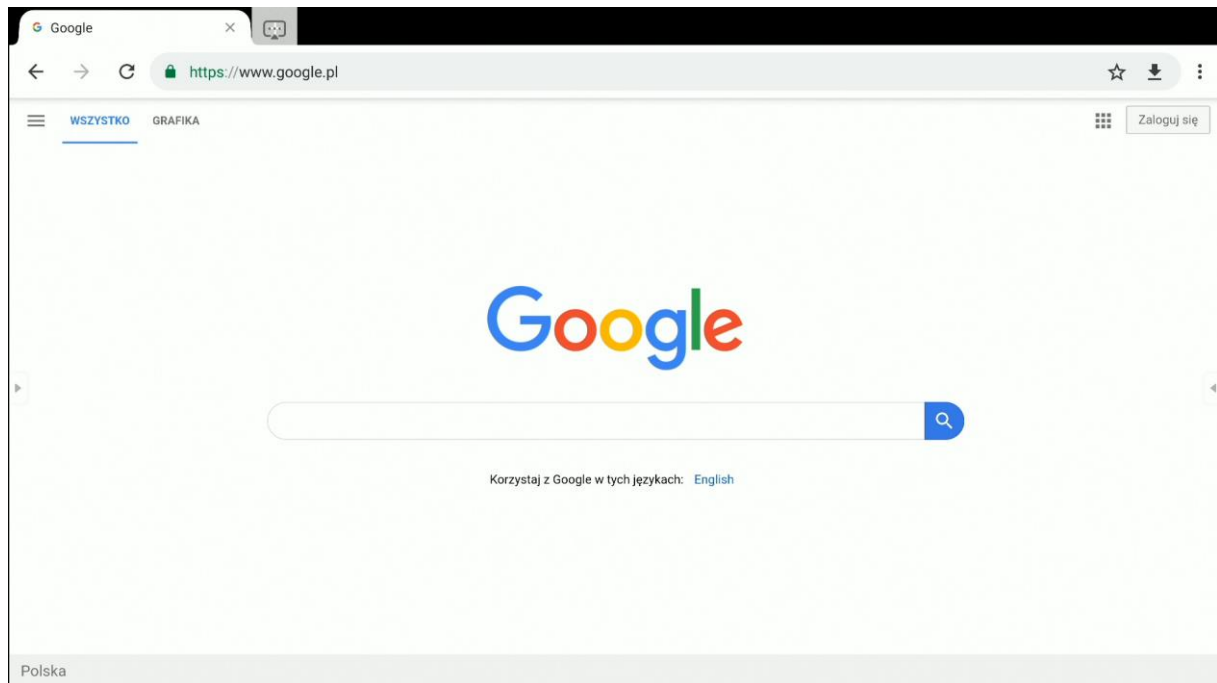 Google
https://www.google.pl
WSZYSTKO GRAFIKA
Zaloguj się
Google
Korzystaj z Google w tych językach: English
Polska